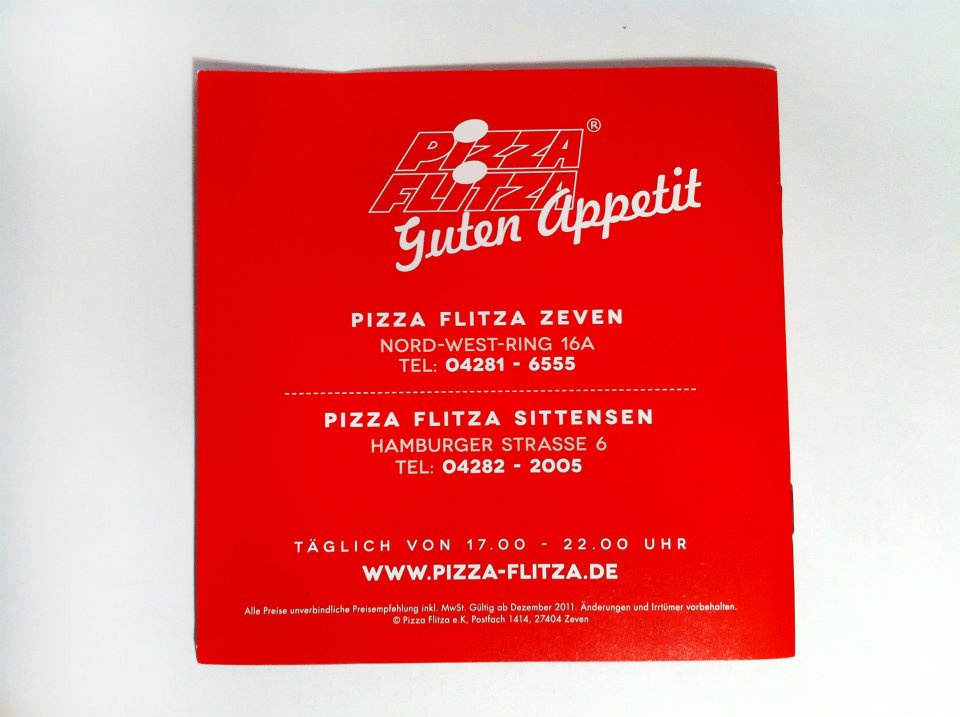 PIZZA ®
FLITZA
Guten Appetit
PIZZA FLITZA ZEVEN
NORD-WEST-RING 16A
TEL: 04281 - 6555
PIZZA FLITZA SITTENSEN
HAMBURGER STRASSE 6
TEL: 04282 - 2005
TÄGLICH VON 17.00 - 22.00 UHR
WWW.PIZZA-FLITZA.DE
Alle Preise unverbindliche Preisempfehlung inkl. MwSt. Gültig ab Dezember 2011. Änderungen und Irrtümer vorbehalten.
© Pizza Flitza e.K, Postfach 1414, 27404 Zeven